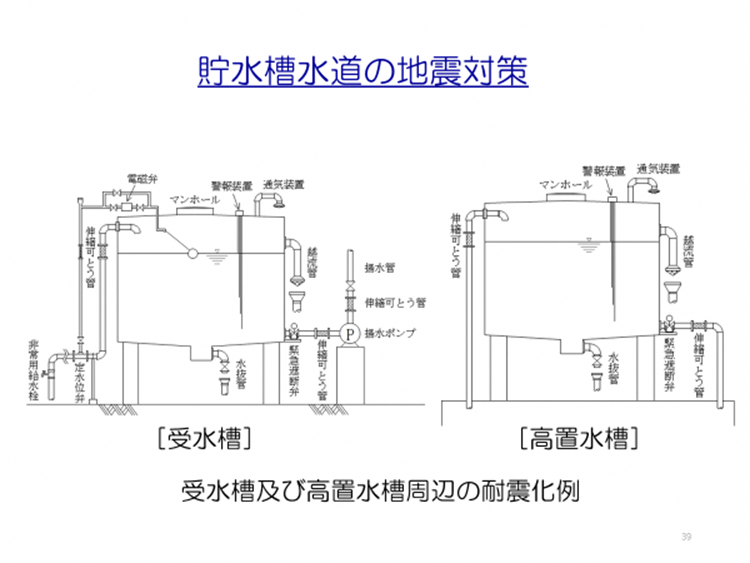 貯水槽水道の地震対策
電磁弁
警報装置
通気装置
マンホール
伸縮可とう管
越流管
揚水管
伸縮可とう管
揚水ポンプ
P
非常用給水栓
定水位弁
水抜管
緊急遮断弁
伸縮可とう管
[受水槽]
警報装置
通気装置
マンホール
伸縮可とう管
越流管
水抜管
緊急遮断弁
伸縮可とう管
[高置水槽]
受水槽及び高置水槽周辺の耐震化例
39